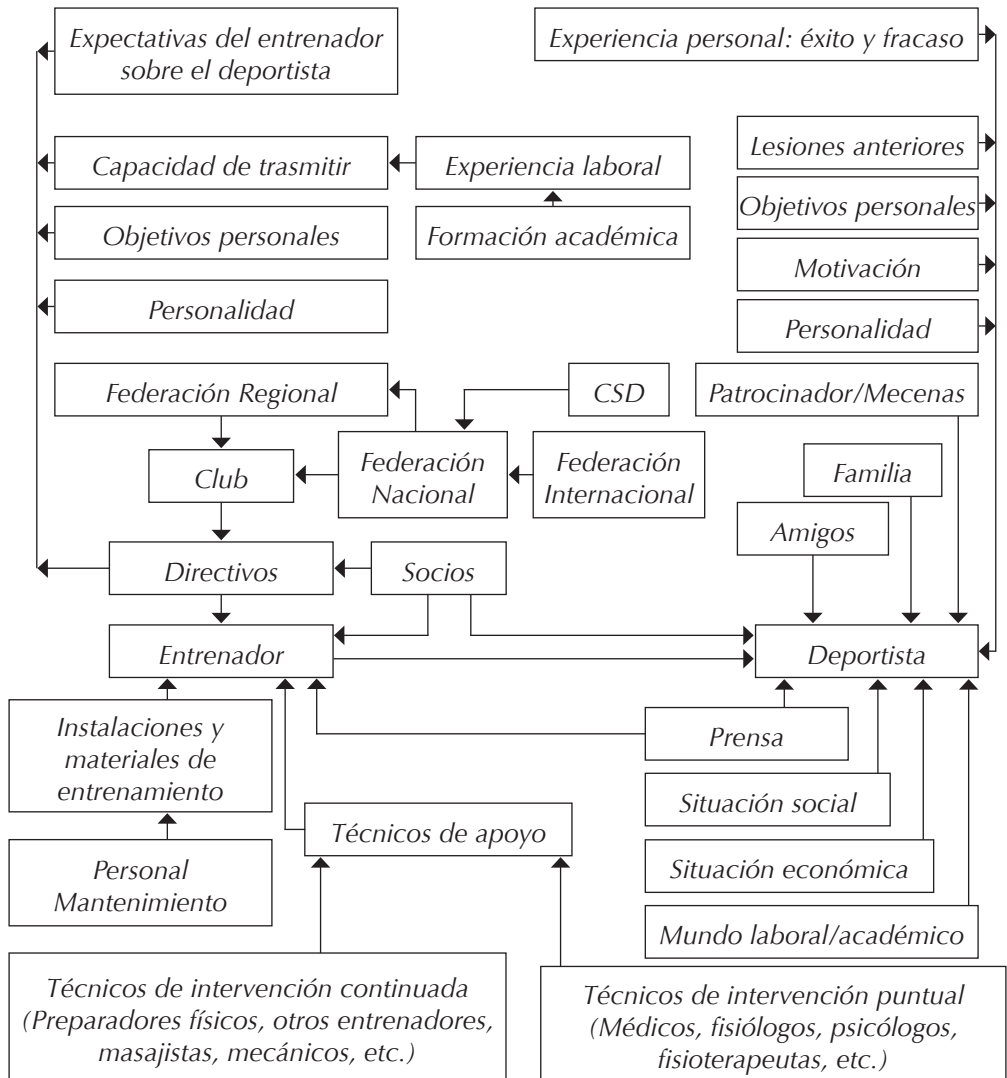 Expectativas del entrenador
sobre el deportista
Experiencia personal: éxito y fracaso
Capacidad de trasmitir
Experiencia laboral
Lesiones anteriores
Objetivos personales
Formación académica
Objetivos personales
Motivación
Personalidad
Personalidad
Federación Regional
CSD
Patrocinador/Mecenas
Club
Federación
Nacional
Federación
Internacional
Familia
Amigos
Directivos
Socios
Entrenador
Deportista
Instalaciones y
materiales de
entrenamiento
Prensa
Situación social
Técnicos de apoyo
Personal
Mantenimiento
Situación económica
Mundo laboral/académico
Técnicos de intervención continuada
(Preparadores físicos, otros entrenadores,
masajistas, mecánicos, etc.)
Técnicos de intervención puntual
(Médicos, fisiólogos, psicólogos,
fisioterapeutas, etc.)